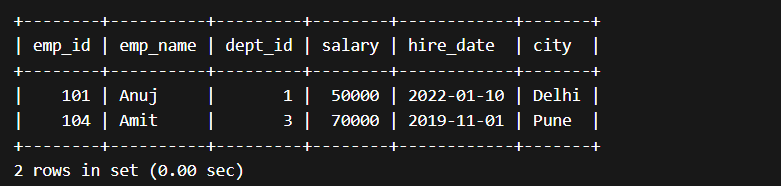 +--------+----------+---------+--------+------------+-------+
| emp_id | emp_name | dept_id | salary | hire_date | city |
+--------+----------+---------+--------+------------+-------+
| 101 | Anuj | 1 | 50000 | 2022-01-10 | Delhi |
| 104 | Amit | 3 | 70000 | 2019-11-01 | Pune |
+--------+----------+---------+--------+------------+-------+
2 rows in set (0.00 sec)